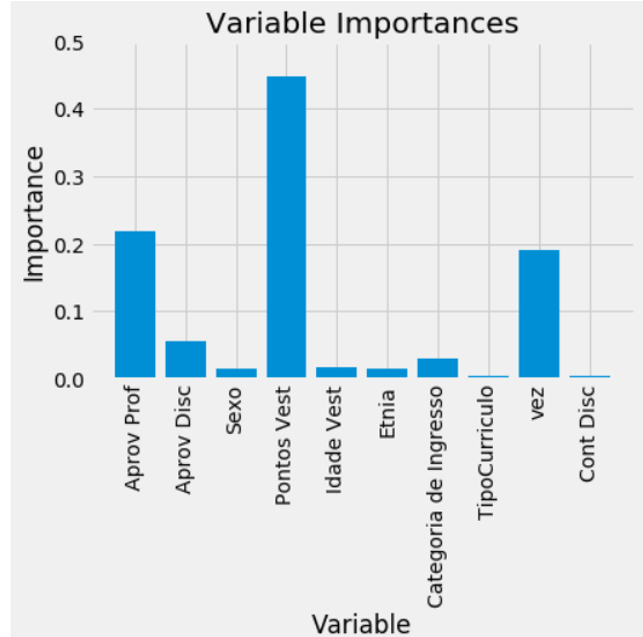 Variable Importances
0.5
0.4
0.3
0.2
0.1
0.0
Importance
Aprov Prof
Aprov Disc
Sexo
Pontos Vest
Idade Vest
Etnia
Categoria de Ingresso
TipoCurriculo
vez
Cont Disc
Variable